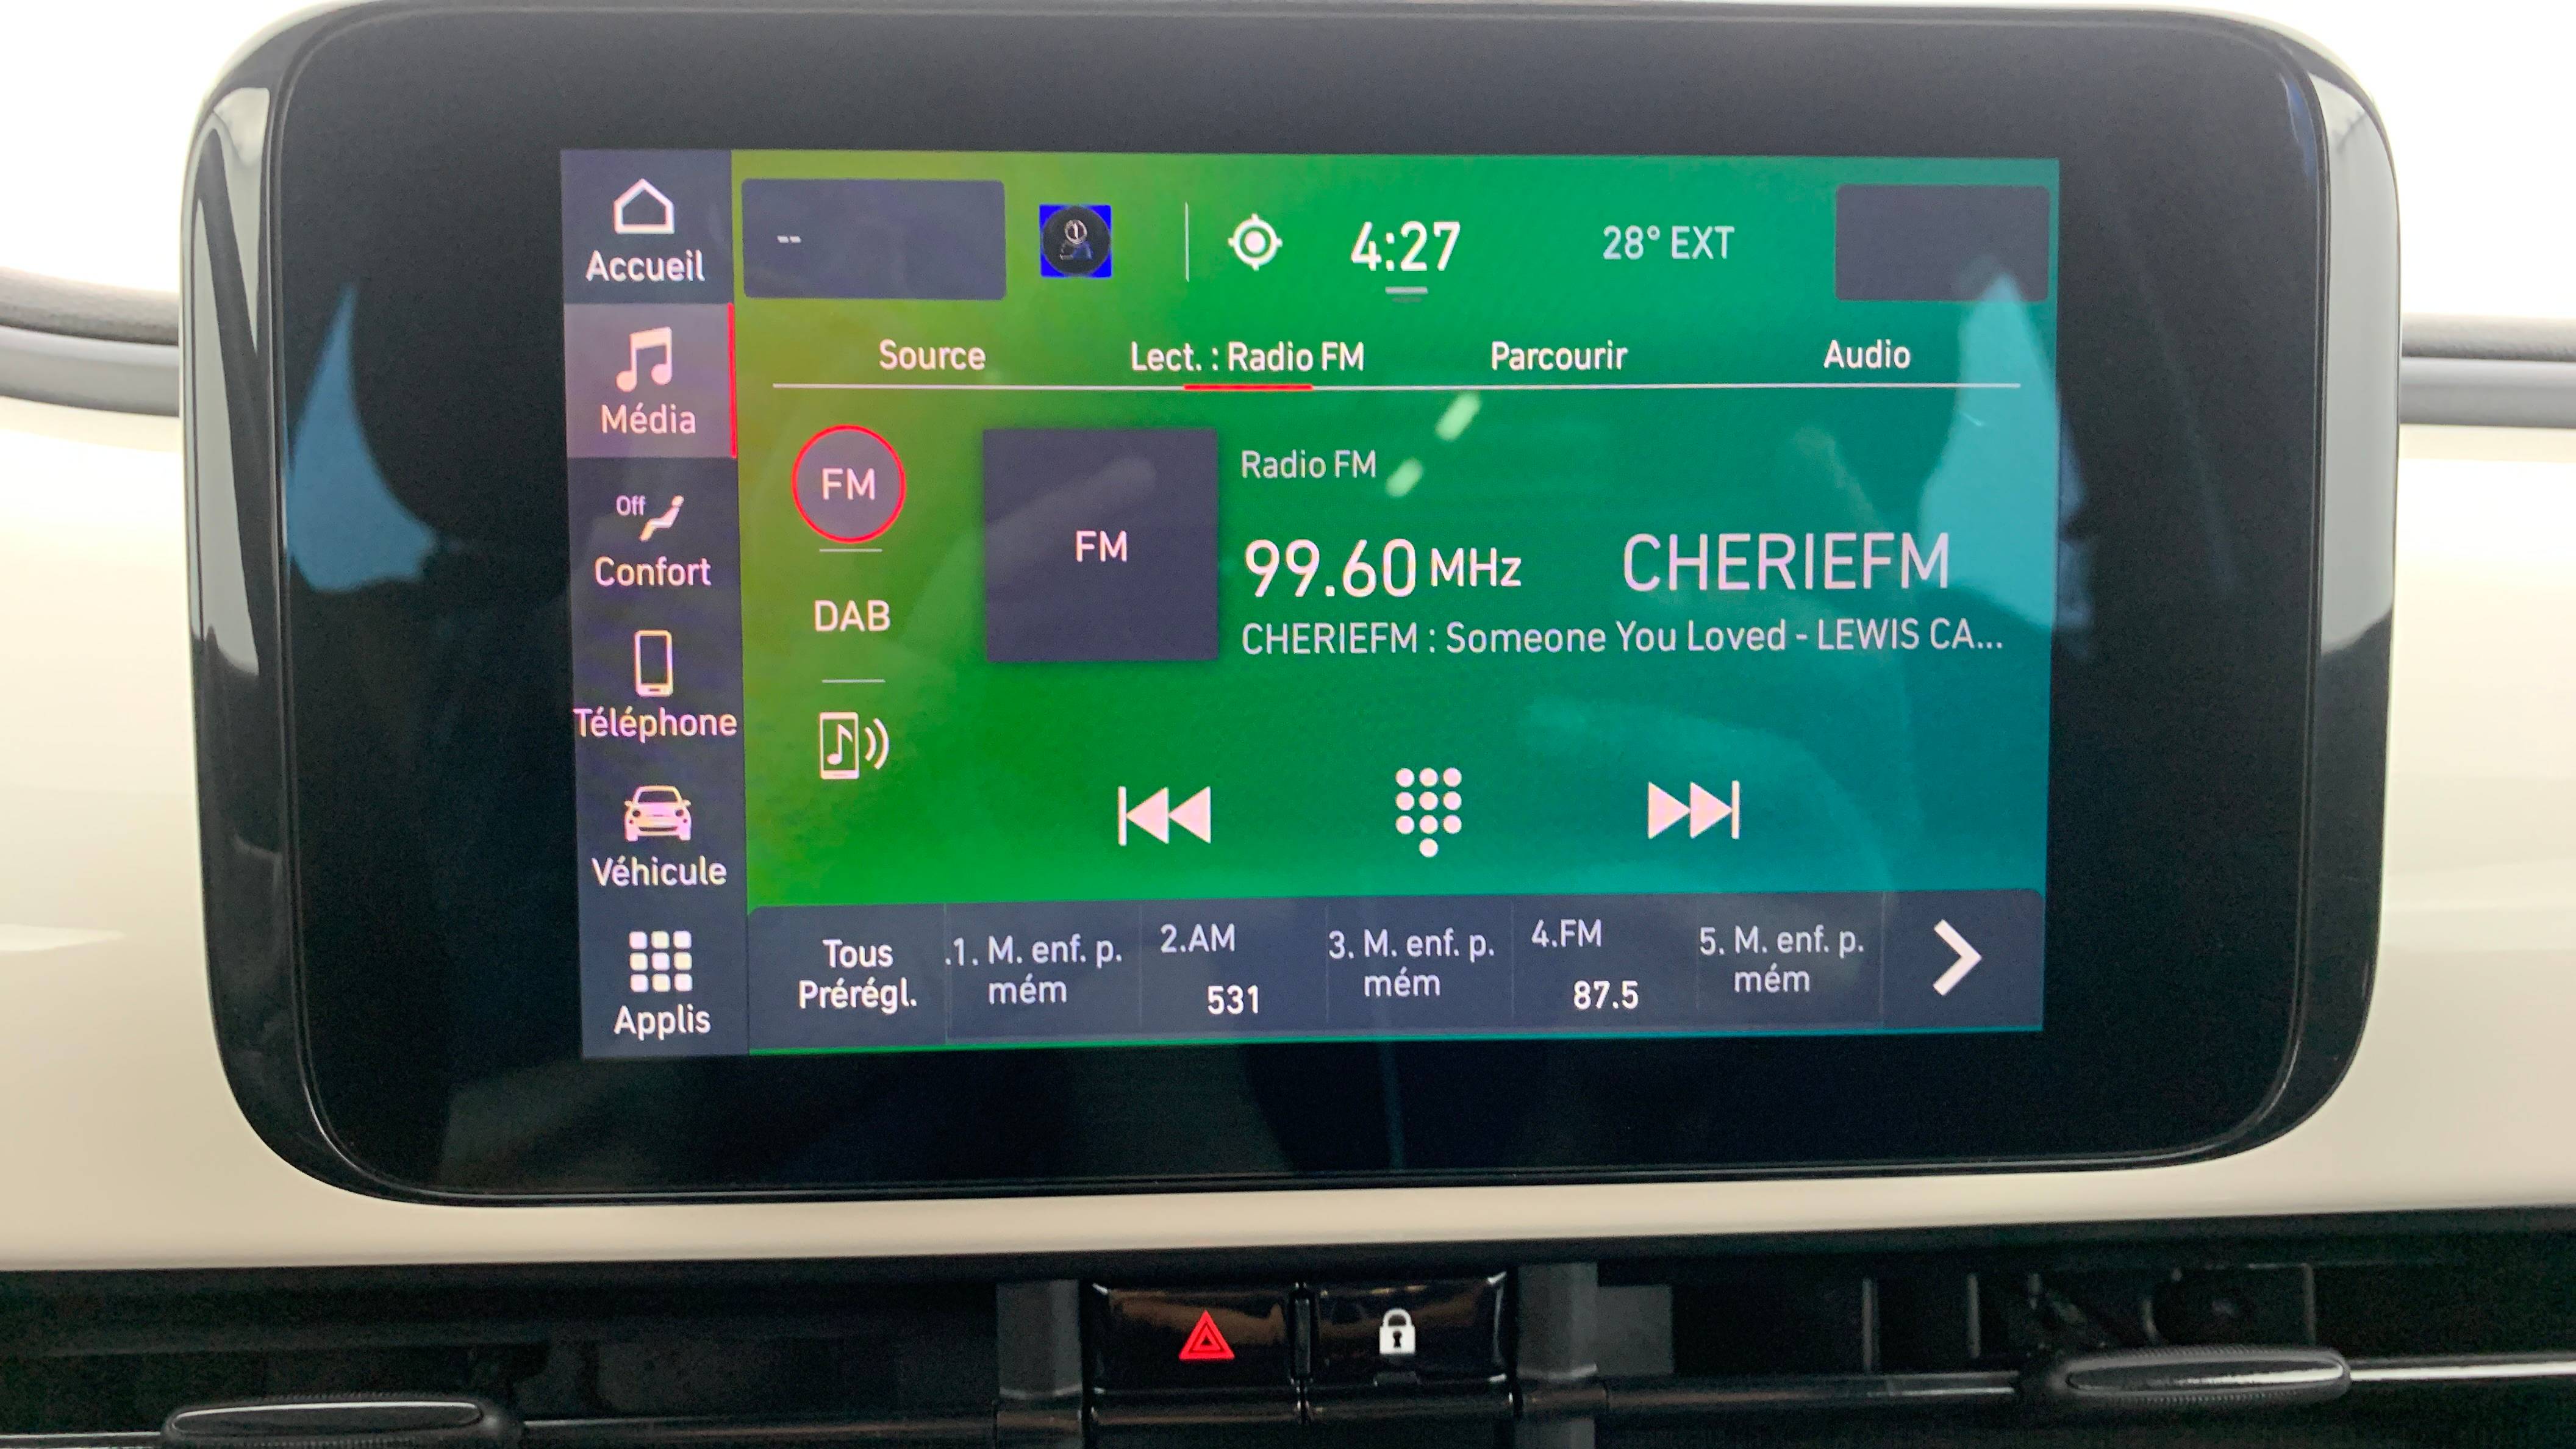 Accueil
Média
Off
Confort
Téléphone
Véhicule
Applis
--
4:27
28° EXT
Source
Lect. : Radio FM
Parcourir
Audio
FM
DAB
FM
Radio FM
99.60 MHz
CHERIEFM
CHERIEFM : Someone You Loved - LEWIS CA...
Tous
Prérégl.
.1. M. enf. p.
mém
2.AM
531
3. M. enf. p.
mém
4.FM
87.5
5. M. enf. p.
mém